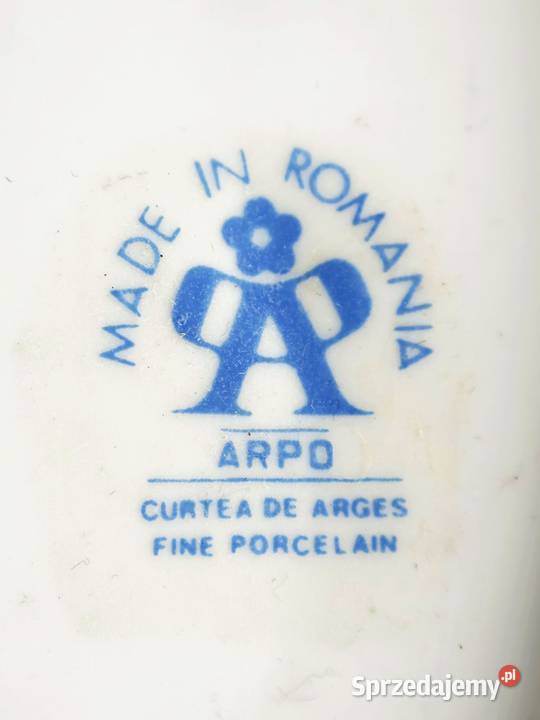 MADE IN ROMANIA
A
ARPO
CURTEA DE ARGES
FINE PORCELAIN
Sprzedajemy.pl